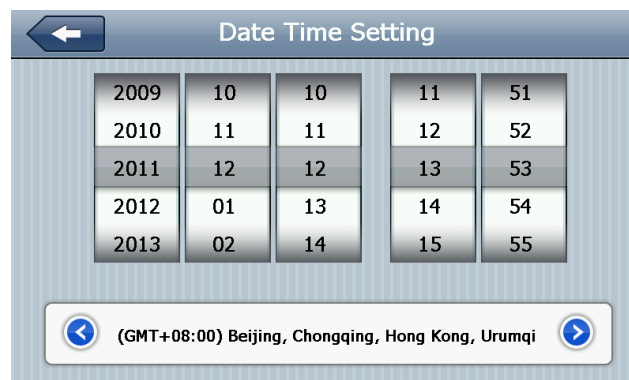 Date Time Setting
2009 10 10 11 51
2010 11 11 12 52
2011 12 12 13 53
2012 01 13 14 54
2013 02 14 15 55
(GMT+08:00) Beijing, Chongqing, Hong Kong, Urumqi